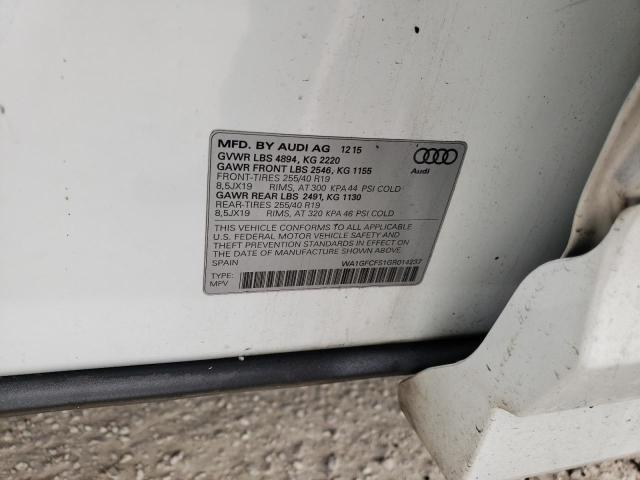 MFD. BY AUDI AG 12 15
GVWR LBS 4894, KG 2220
GAWR FRONT LBS 2546, KG 1155
FRONT-TIRES 255/40 R19
8,5JX19 RIMS, AT 300 KPA 44 PSI COLD
GAWR REAR LBS 2491, KG 1130
REAR-TIRES 255/40 R19
8,5JX19 RIMS, AT 320 KPA 46 PSI COLD
Audi
THIS VEHICLE CONFORMS TO ALL APPLICABLE
U.S. FEDERAL MOTOR VEHICLE SAFETY AND
THEFT PREVENTION STANDARDS IN EFFECT ON
THE DATE OF MANUFACTURE SHOWN ABOVE.
SPAIN
WA1GFCFS1GR014237
TYPE:
MPV